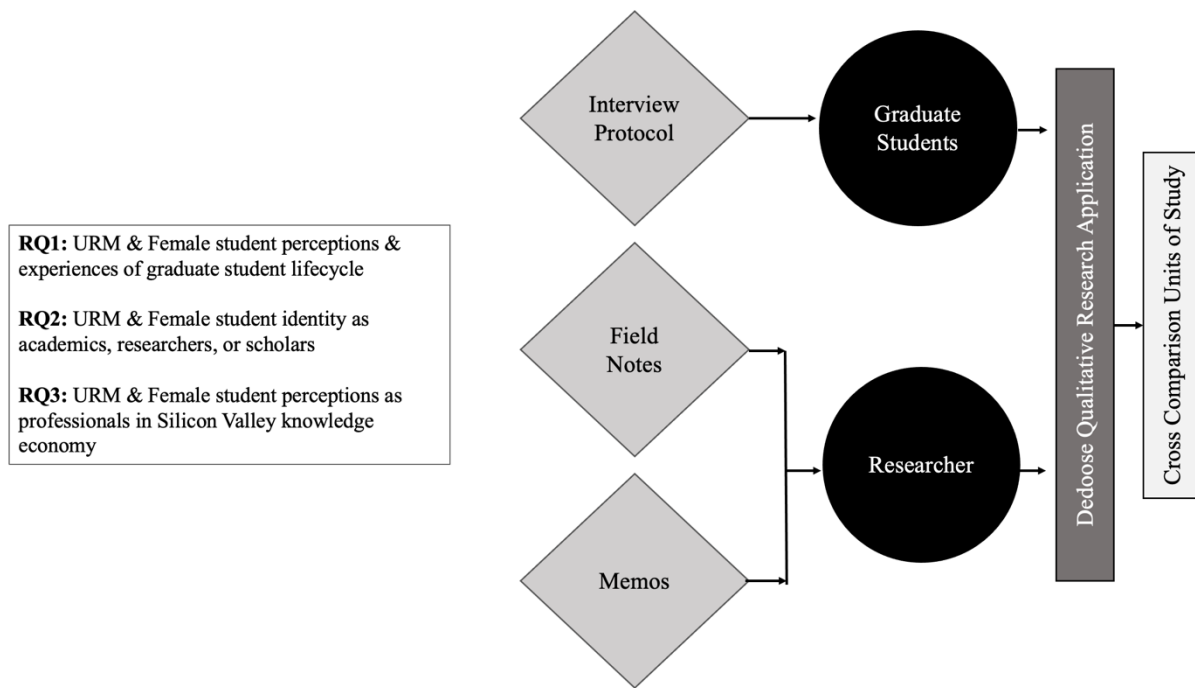 RQ1: URM & Female student perceptions &
experiences of graduate student lifecycle
RQ2: URM & Female student identity as
academics, researchers, or scholars
RQ3: URM & Female student perceptions as
professionals in Silicon Valley knowledge
economy
Interview
Protocol
Graduate
Students
Field
Notes
Researcher
Memos
Dedoose Qualitative Research Application
Cross Comparison Units of Study